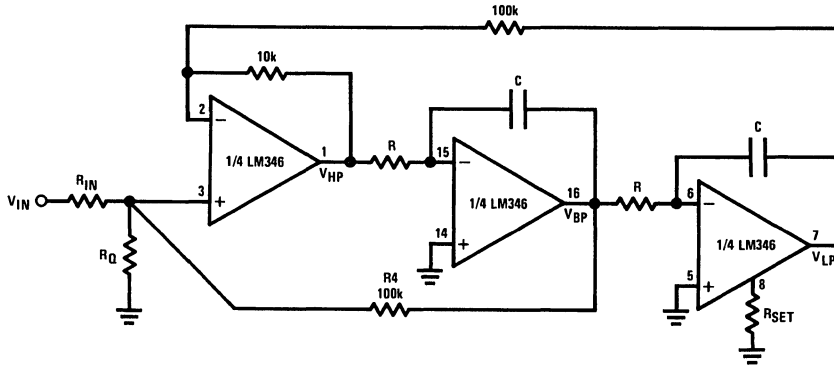 100k
10k
C
2
1/4 LM346
1
V_HP
R
15
C
R_IN
3
V_IN
1/4 LM346
16
V_BP
R
6
14
1/4 LM346
7
V_LP
R_Q
5
8
R4
100k
R_SET